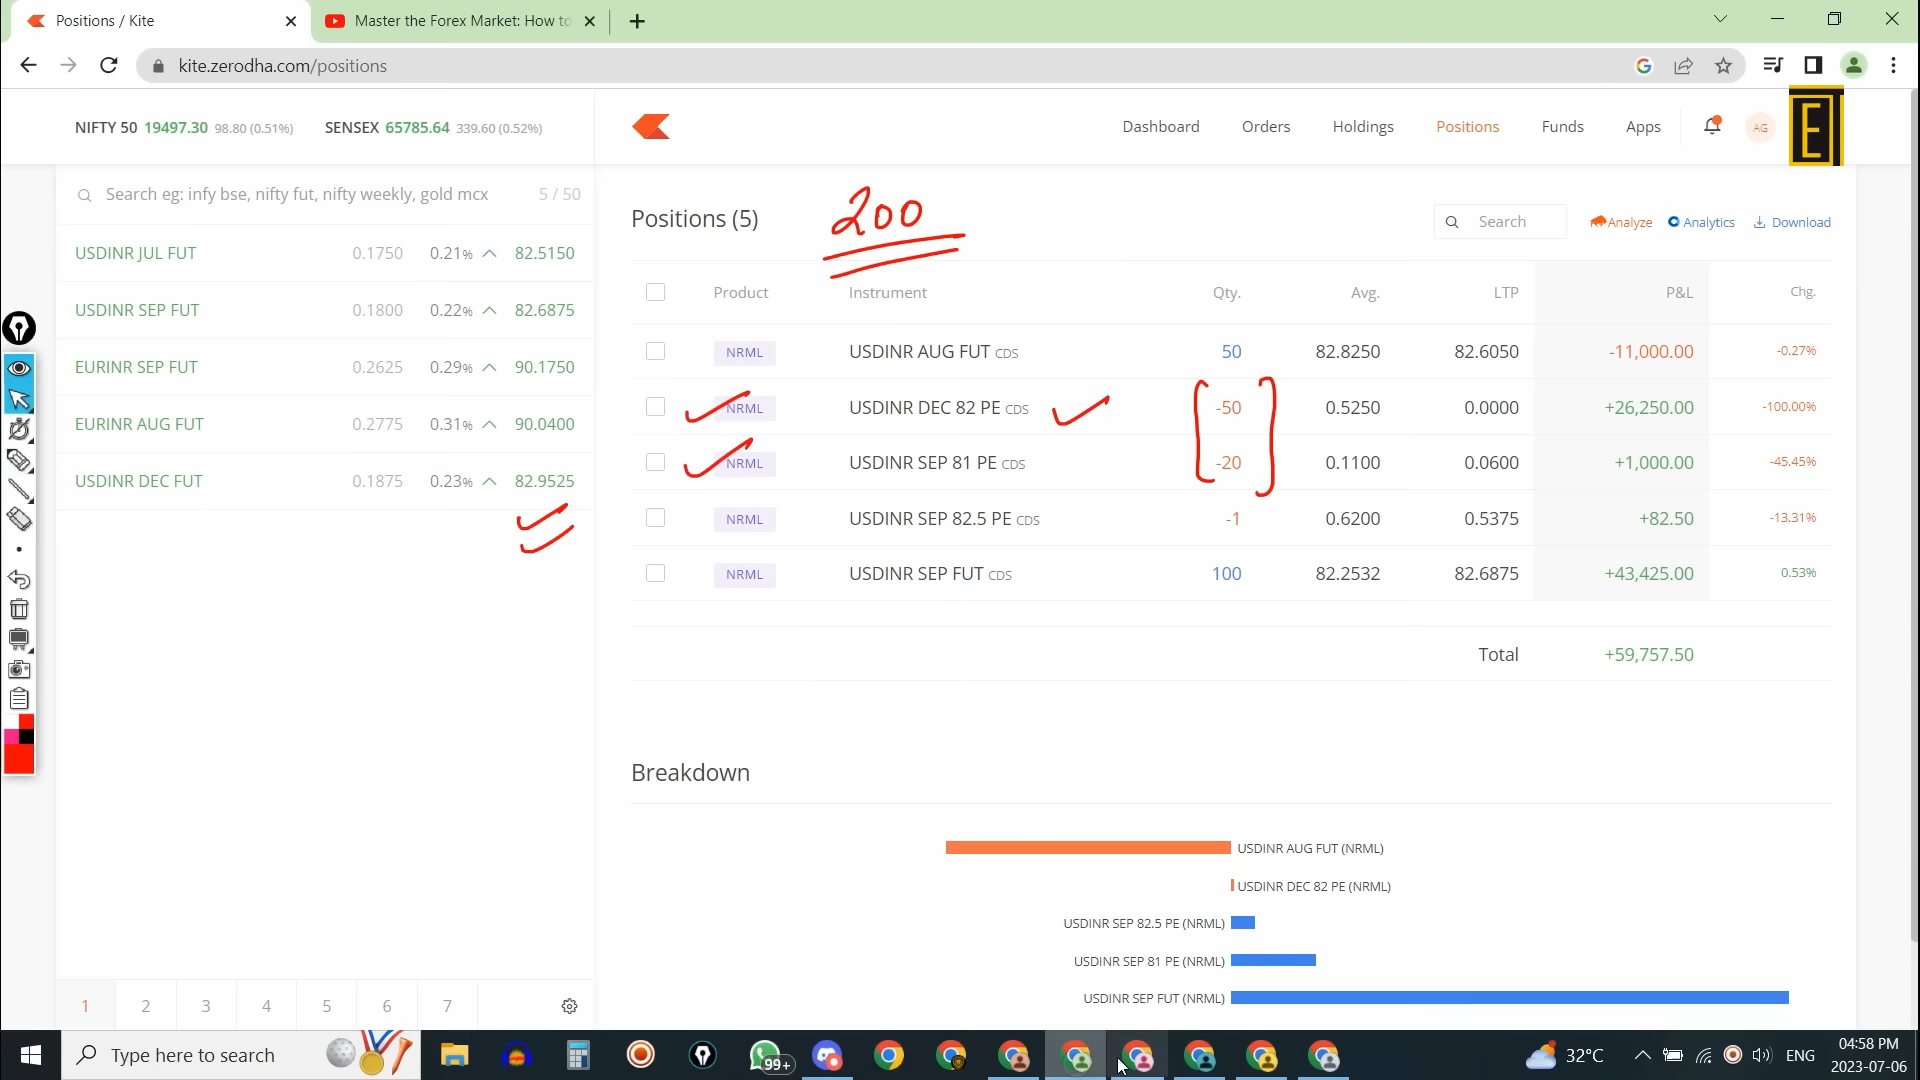 Positions / Kite
Master the Forex Market: How to
kite.zerodha.com/positions
NIFTY 50 19497.30 98.80 (0.51%) SENSEX 65785.64 339.60 (0.52%)
Dashboard Orders Holdings Positions Funds Apps AG E
Search eg: infy bse, nifty fut, nifty weekly, gold mcx 5 / 50
USDINR JUL FUT 0.1750 0.21% 82.5150
USDINR SEP FUT 0.1800 0.22% 82.6875
EURINR SEP FUT 0.2625 0.29% 90.1750
EURINR AUG FUT 0.2775 0.31% 90.0400
USDINR DEC FUT 0.1875 0.23% 82.9525
1 2 3 4 5 6 7
Positions (5) 200 Search Analyze Analytics Download
Product Instrument Qty. Avg. LTP P&L Chg.
NRML USDINR AUG FUT CDS 50 82.8250 82.6050 -11,000.00 -0.27%
NRML USDINR DEC 82 PE CDS -50 0.5250 0.0000 +26,250.00 -100.00%
NRML USDINR SEP 81 PE CDS -20 0.1100 0.0600 +1,000.00 -45.45%
NRML USDINR SEP 82.5 PE CDS -1 0.6200 0.5375 +82.50 -13.31%
NRML USDINR SEP FUT CDS 100 82.2532 82.6875 +43,425.00 0.53%
Total +59,757.50
Breakdown
USDINR AUG FUT (NRML)
USDINR DEC 82 PE (NRML)
USDINR SEP 82.5 PE (NRML)
USDINR SEP 81 PE (NRML)
USDINR SEP FUT (NRML)
Type here to search 99+ 32°C ENG 04:58 PM
2023-07-06